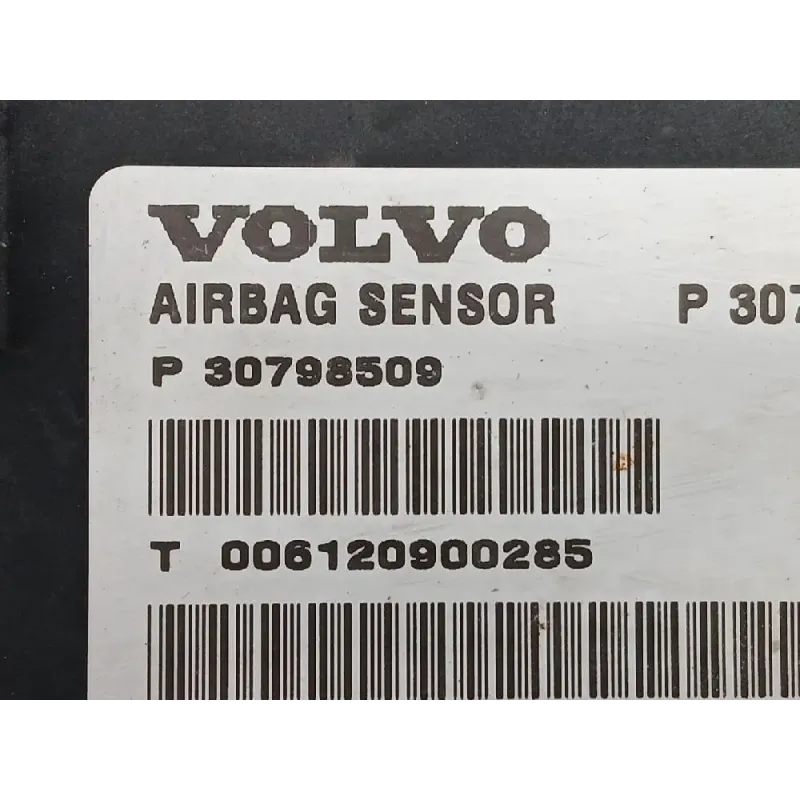 VOLVO
AIRBAG SENSOR P 307
P 30798509
T 006120900285